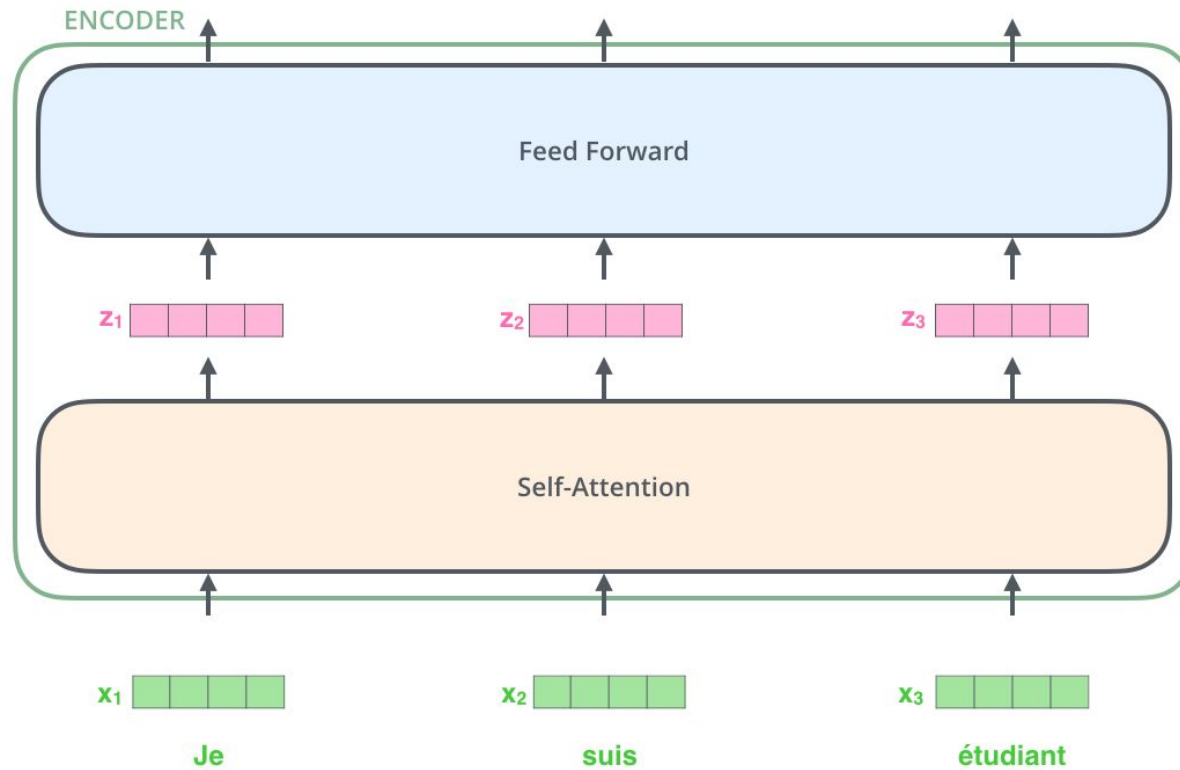 ENCODER
Feed Forward
z₁ z₂ z₃
Self-Attention
x₁ x₂ x₃
Je suis étudiant